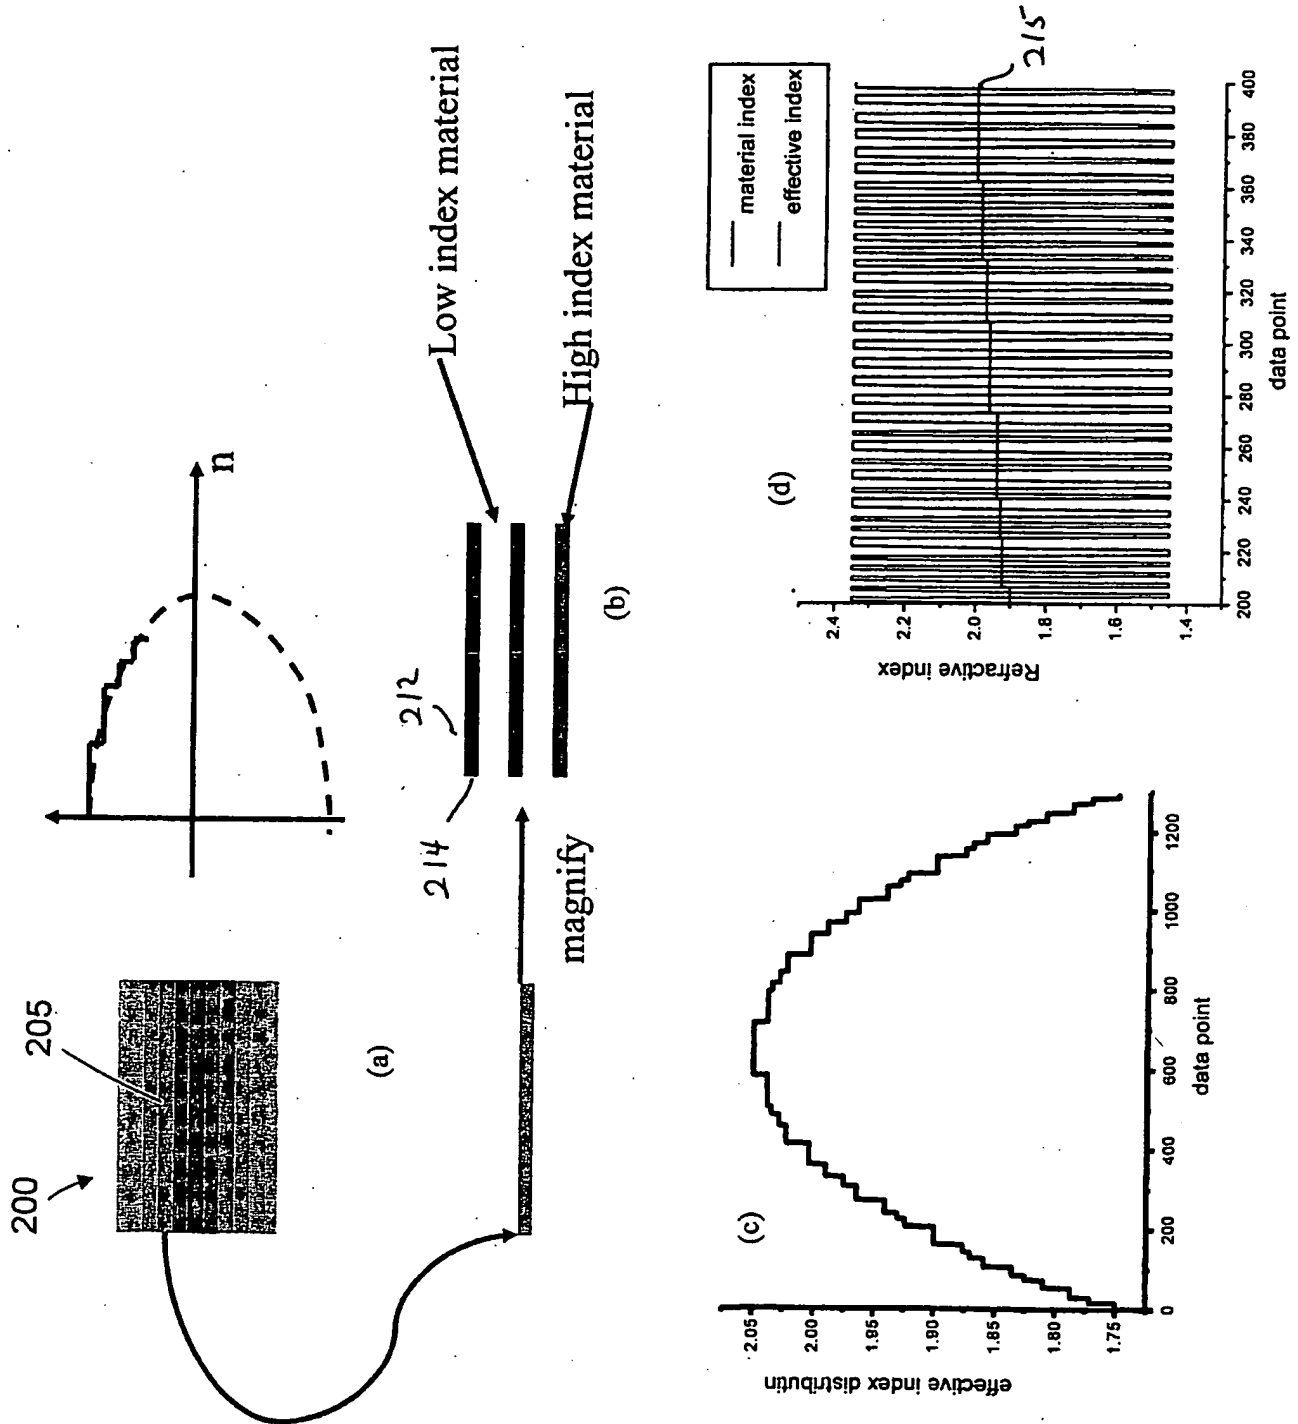 200
205
(a)
n
magnify
214
212
Low index material
High index material
(b)
(c)
effective index distributin
2.05
2.00
1.95
1.90
1.85
1.80
1.75
0
200
400
600
800
1000
1200
data point
(d)
material index
effective index
215
Refractive index
2.4
2.2
2.0
1.8
1.6
1.4
200
220
240
260
280
300
320
340
360
380
400
data point